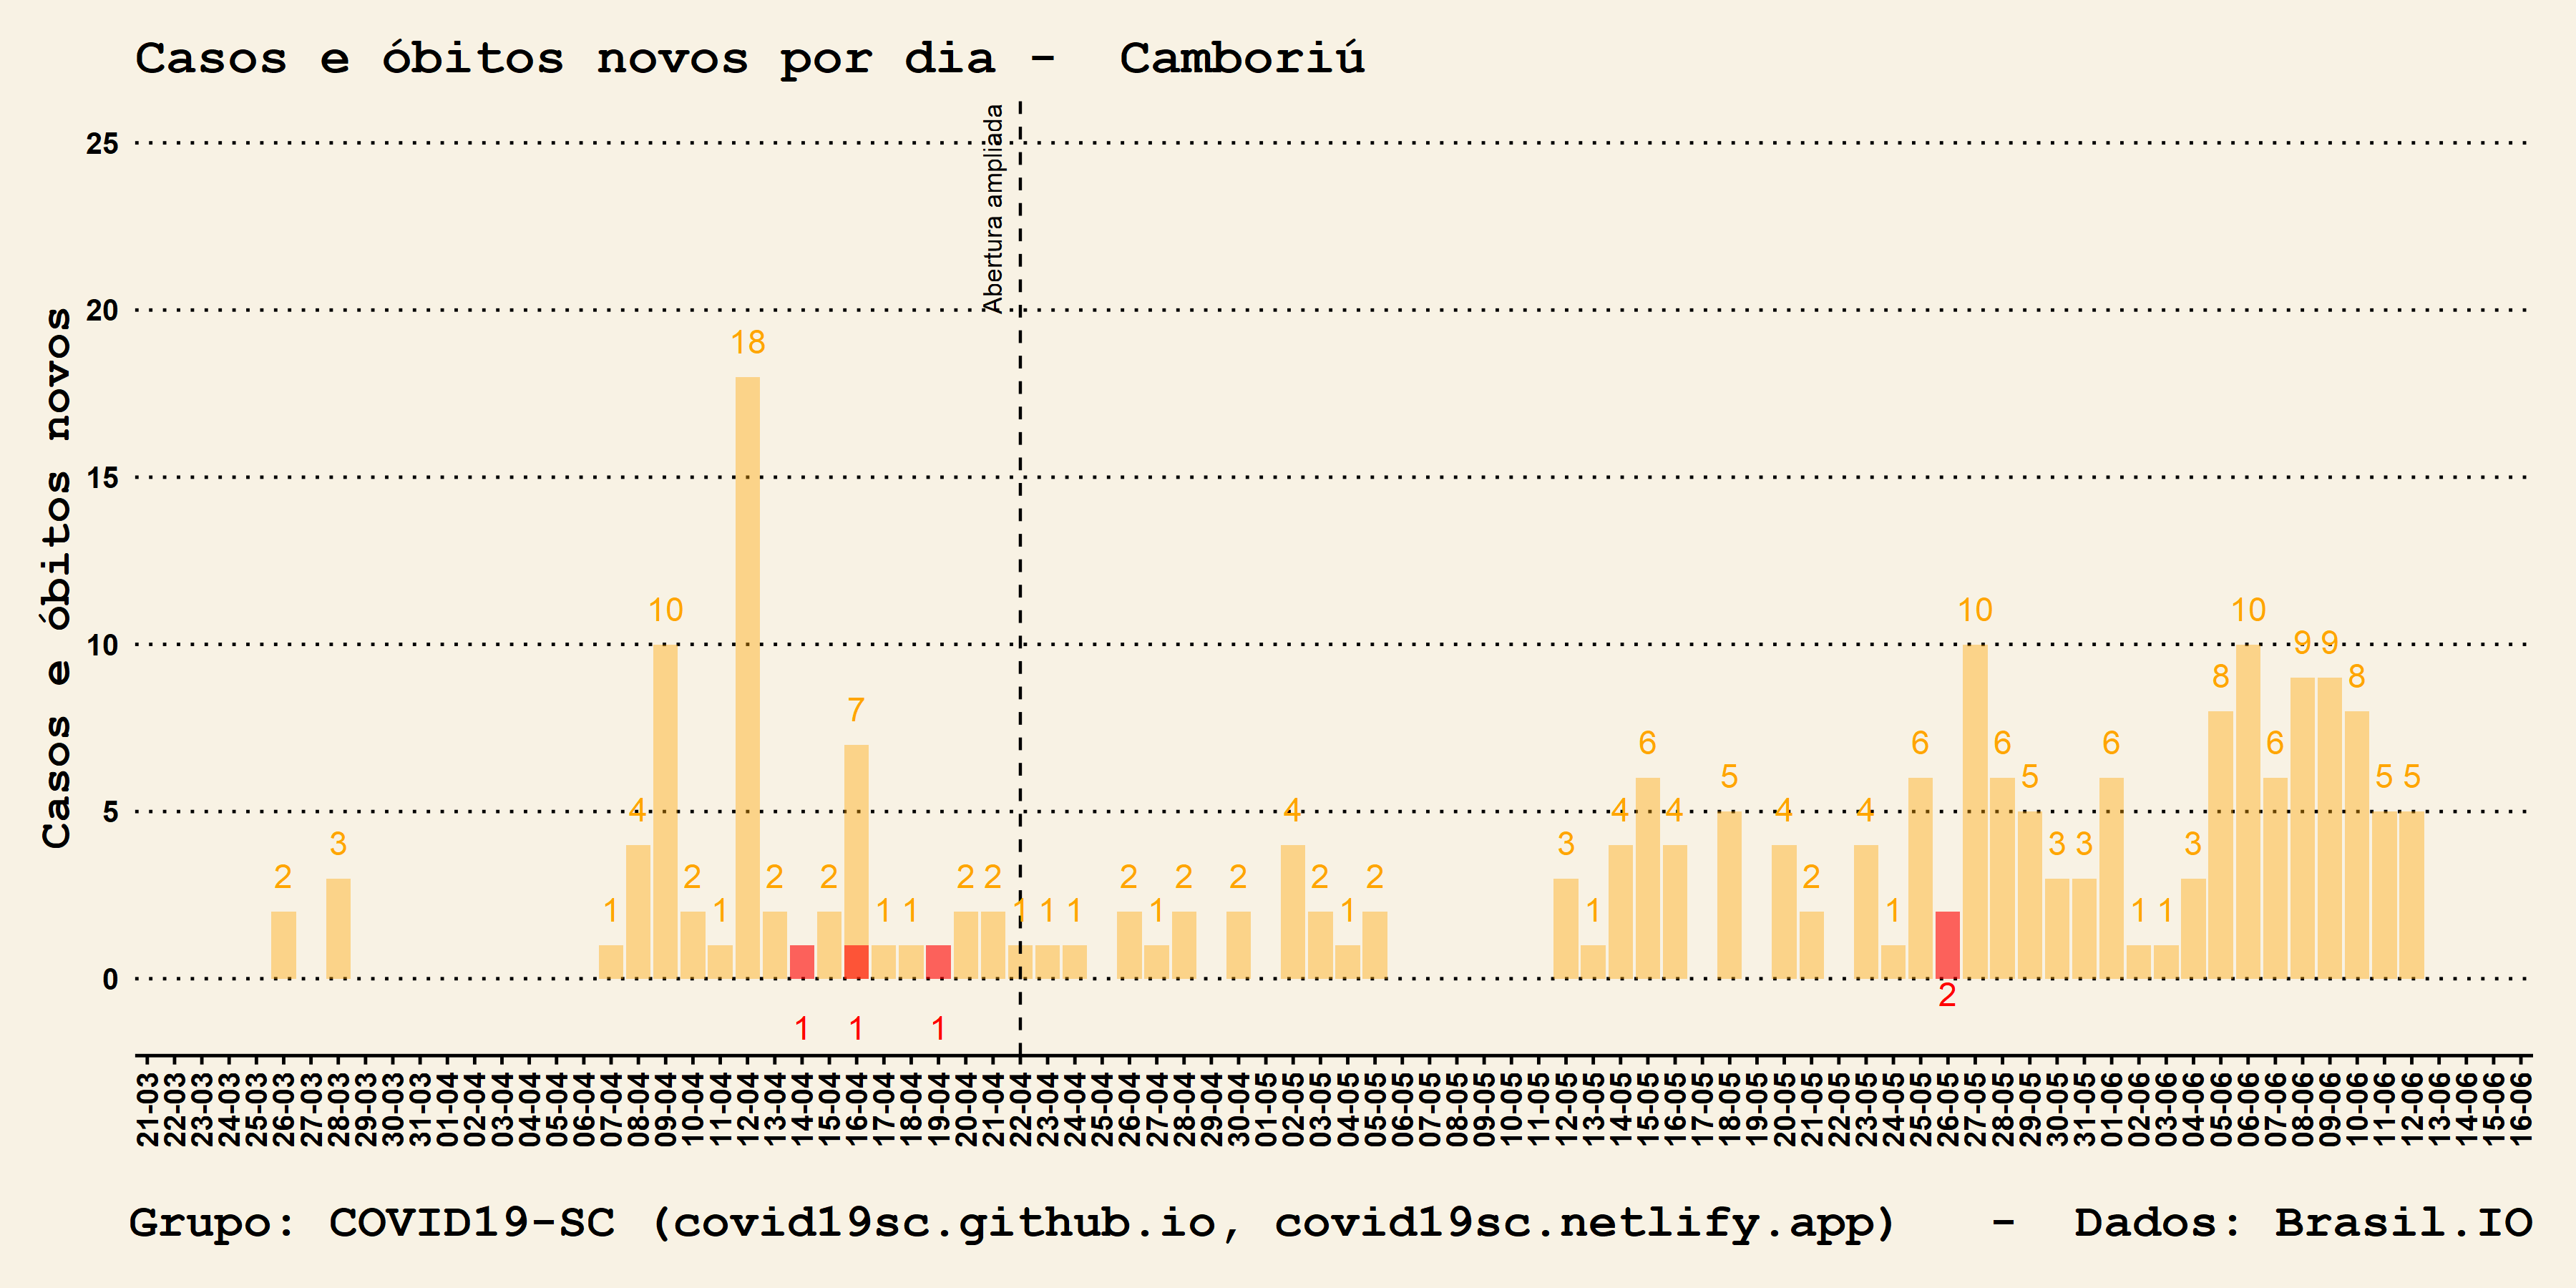 Casos e óbitos novos por dia -  Camboriú
Abertura ampliada
Casos e óbitos novos
25
20
15
10
5
0
2 3 1 4 10 2 1 18 2 2 7 1 1 2 2 1 1 1 2 1 2 2 4 2 1 2 3 1 4 6 4 5 4 2 4 1 6 10 6 5 3 3 6 1 1 3 8 10 6 9 9 8 5 5
1 1 1 2
21-03 22-03 23-03 24-03 25-03 26-03 27-03 28-03 29-03 30-03 31-03 01-04 02-04 03-04 04-04 05-04 06-04 07-04 08-04 09-04 10-04 11-04 12-04 13-04 14-04 15-04 16-04 17-04 18-04 19-04 20-04 21-04 22-04 23-04 24-04 25-04 26-04 27-04 28-04 29-04 30-04 01-05 02-05 03-05 04-05 05-05 06-05 07-05 08-05 09-05 10-05 11-05 12-05 13-05 14-05 15-05 16-05 17-05 18-05 19-05 20-05 21-05 22-05 23-05 24-05 25-05 26-05 27-05 28-05 29-05 30-05 31-05 01-06 02-06 03-06 04-06 05-06 06-06 07-06 08-06 09-06 10-06 11-06 12-06 13-06 14-06 15-06 16-06
Grupo: COVID19-SC (covid19sc.github.io, covid19sc.netlify.app)  -  Dados: Brasil.IO